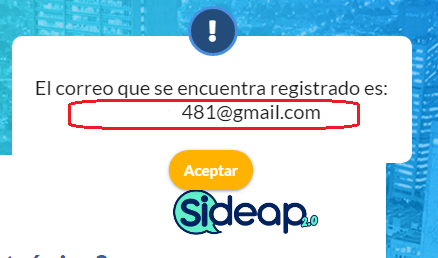 !
El correo que se encuentra registrado es:
481@gmail.com
Aceptar
Sideap 2.0